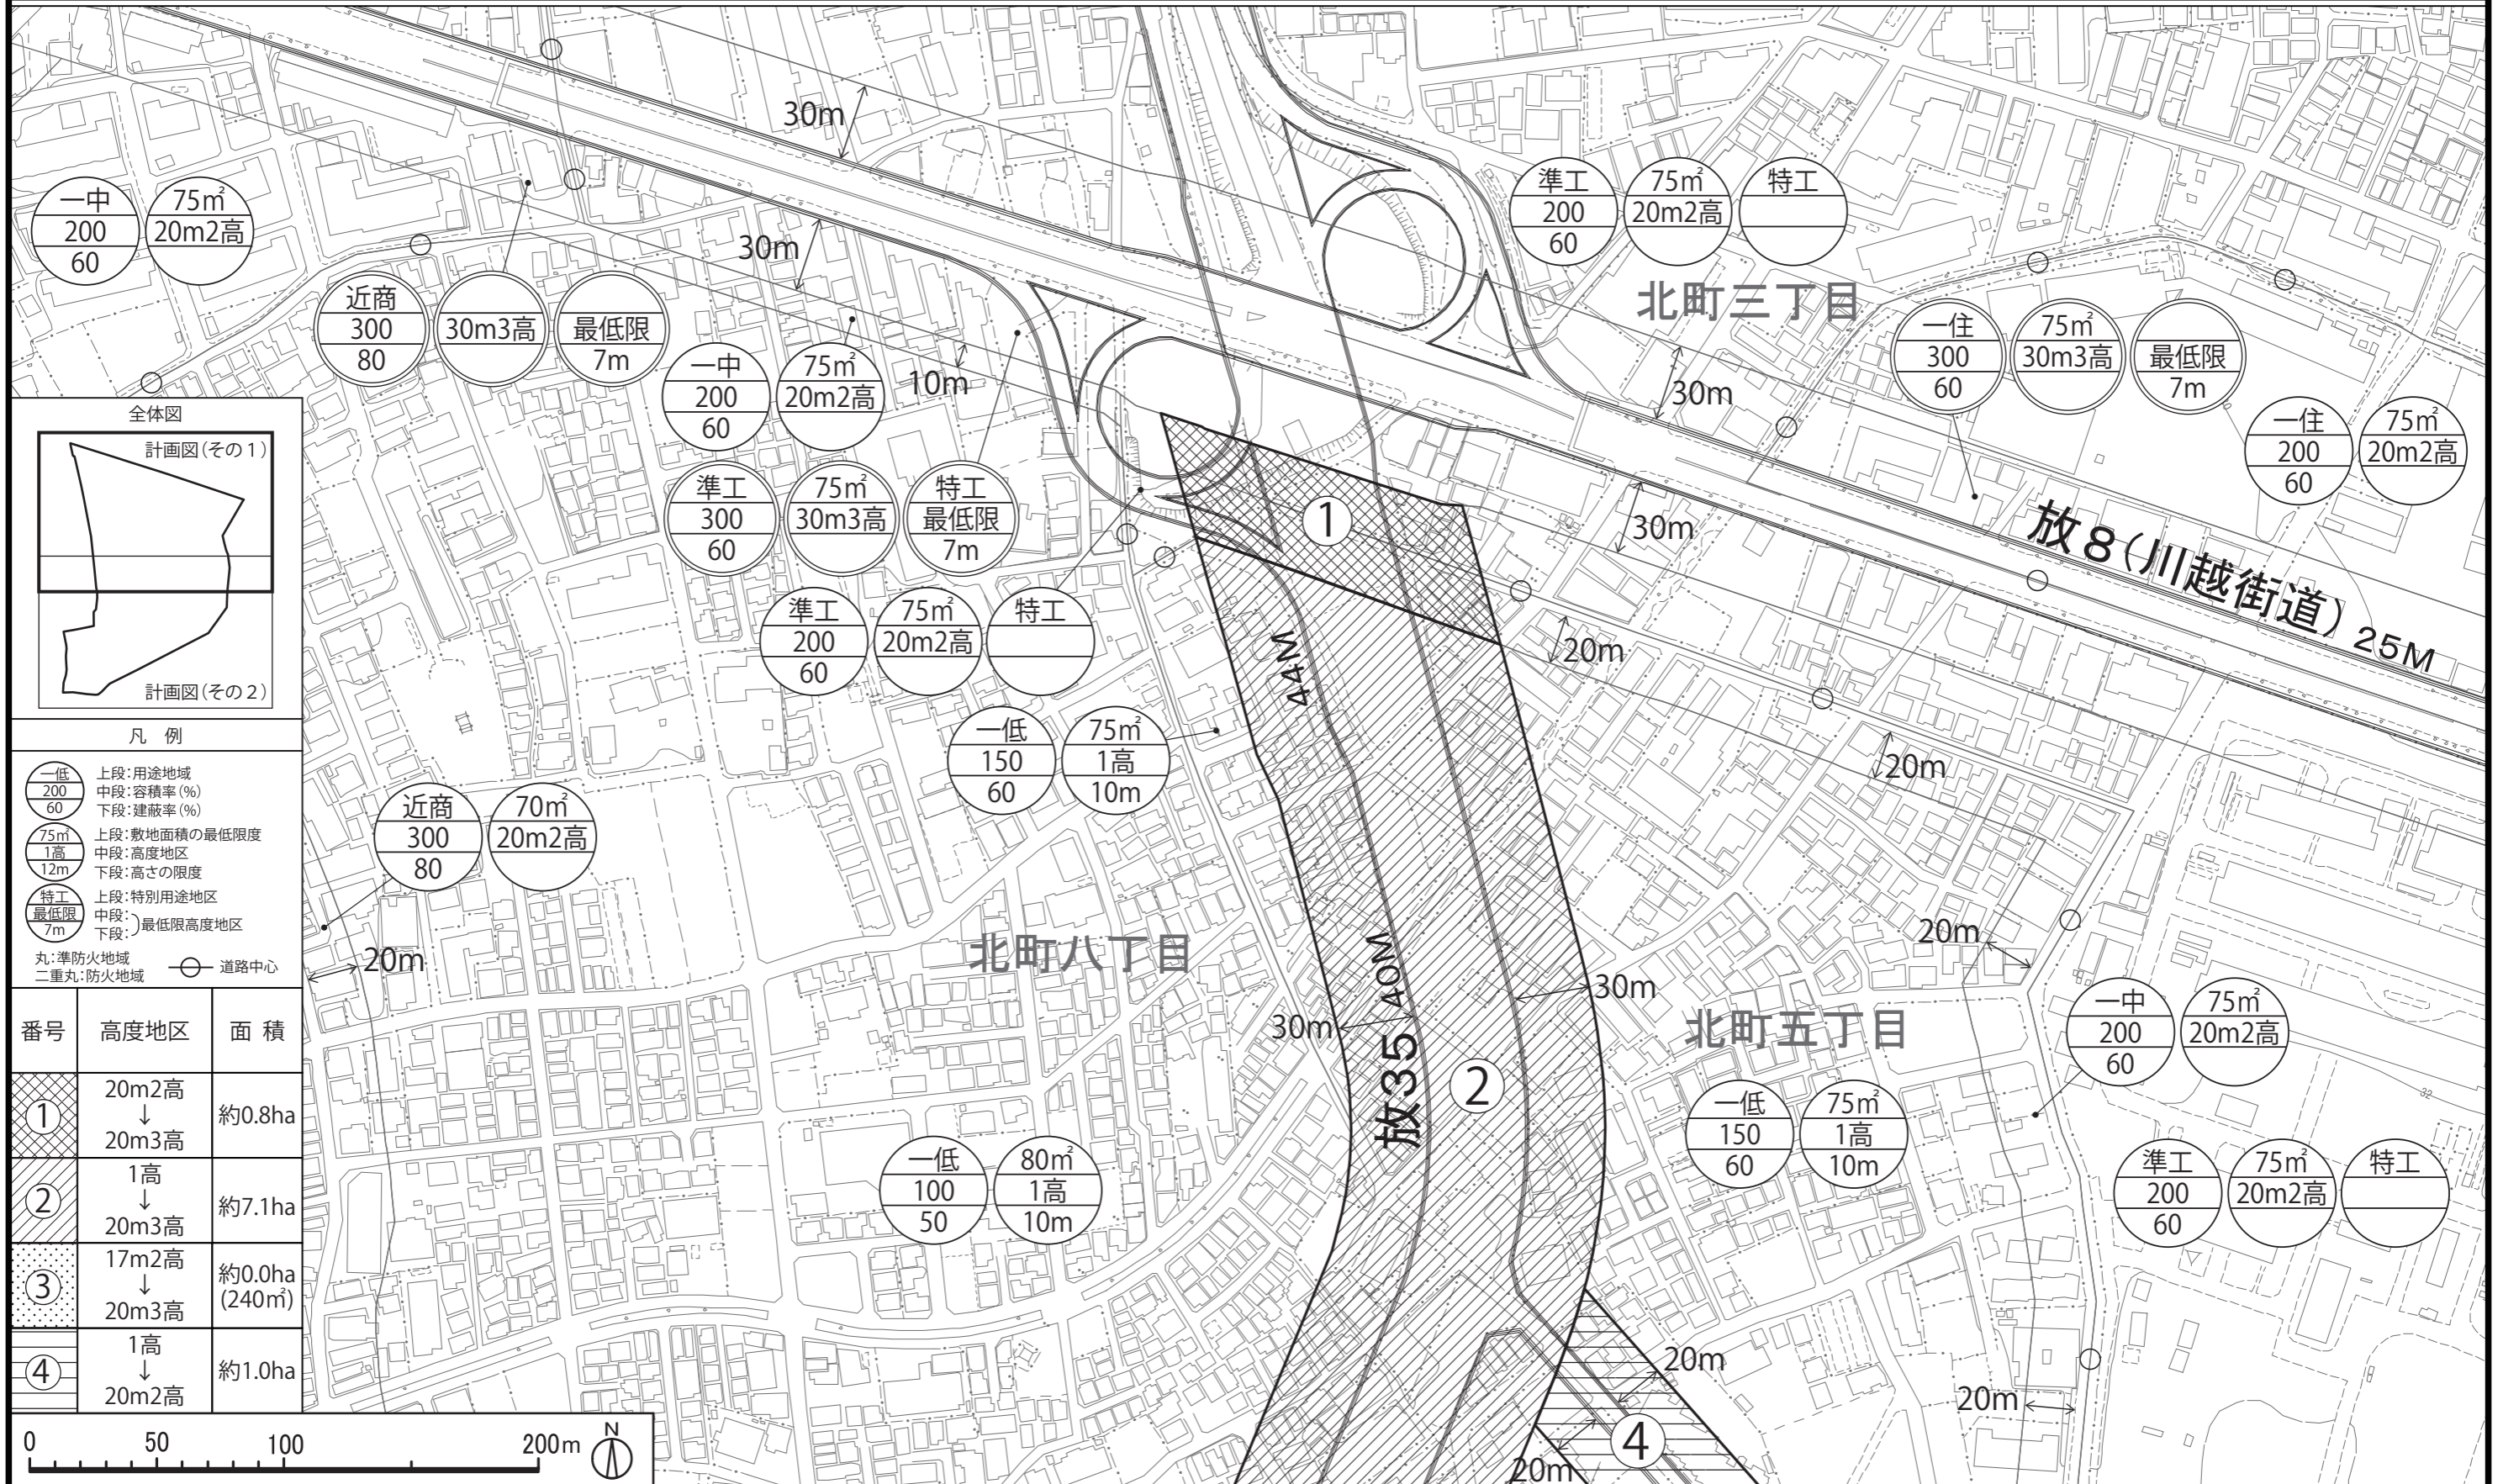 30m
一中
200
60
75㎡
20m2高
30m
近商
300
80
30m3高
最低限
7m
一中
200
60
75㎡
20m2高
10m
準工
200
60
75㎡
20m2高
特工
北町三丁目
一住
300
60
75㎡
30m3高
最低限
7m
30m
一住
200
60
75㎡
20m2高
準工
300
60
75㎡
30m3高
特工
最低限
7m
①
30m
放8(川越街道) 25M
準工
200
60
75㎡
20m2高
特工
44M
20m
一低
150
60
75㎡
1高
10m
20m
近商
300
80
70㎡
20m2高
20m
北町八丁目
20m
30m
30m
放35 40M
②
北町五丁目
一中
200
60
75㎡
20m2高
一低
100
50
80㎡
1高
10m
一低
150
60
75㎡
1高
10m
準工
200
60
75㎡
20m2高
特工
32
20m
20m
④
20m
全体図
計画図(その1)
計画図(その2)
凡 例
一低
200
60
上段:用途地域
中段:容積率(%)
下段:建蔽率(%)
75㎡
1高
12m
上段:敷地面積の最低限度
中段:高度地区
下段:高さの限度
特工
最低限
7m
上段:特別用途地区
中段:
下段:
}最低限高度地区
丸:準防火地域
二重丸:防火地域
道路中心
番号 高度地区 面 積
① 20m2高 ↓ 20m3高 約0.8ha
② 1高 ↓ 20m3高 約7.1ha
③ 17m2高 ↓ 20m3高 約0.0ha (240㎡)
④ 1高 ↓ 20m2高 約1.0ha
0 50 100 200m
N